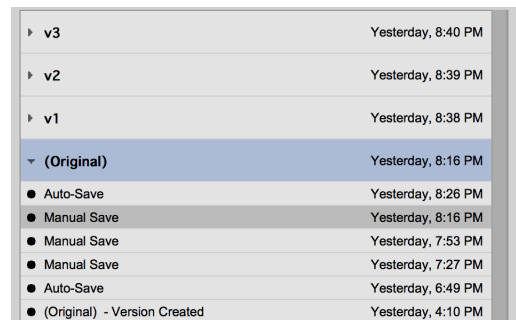 v3 Yesterday, 8:40 PM
v2 Yesterday, 8:39 PM
v1 Yesterday, 8:38 PM
(Original) Yesterday, 8:16 PM
Auto-Save Yesterday, 8:26 PM
Manual Save Yesterday, 8:16 PM
Manual Save Yesterday, 7:53 PM
Manual Save Yesterday, 7:27 PM
Auto-Save Yesterday, 6:49 PM
(Original) - Version Created Yesterday, 4:10 PM